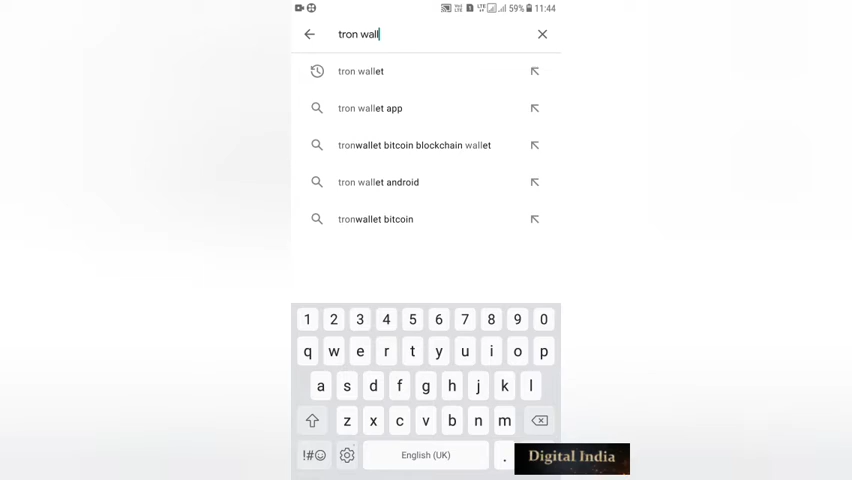 59% 11:44
tron wall
tron wallet
tron wallet app
tronwallet bitcoin blockchain wallet
tron wallet android
tronwallet bitcoin
1 2 3 4 5 6 7 8 9 0
q w e r t y u i o p
a s d f g h j k l
z x c v b n m
!#☺ English (UK) .
Digital India